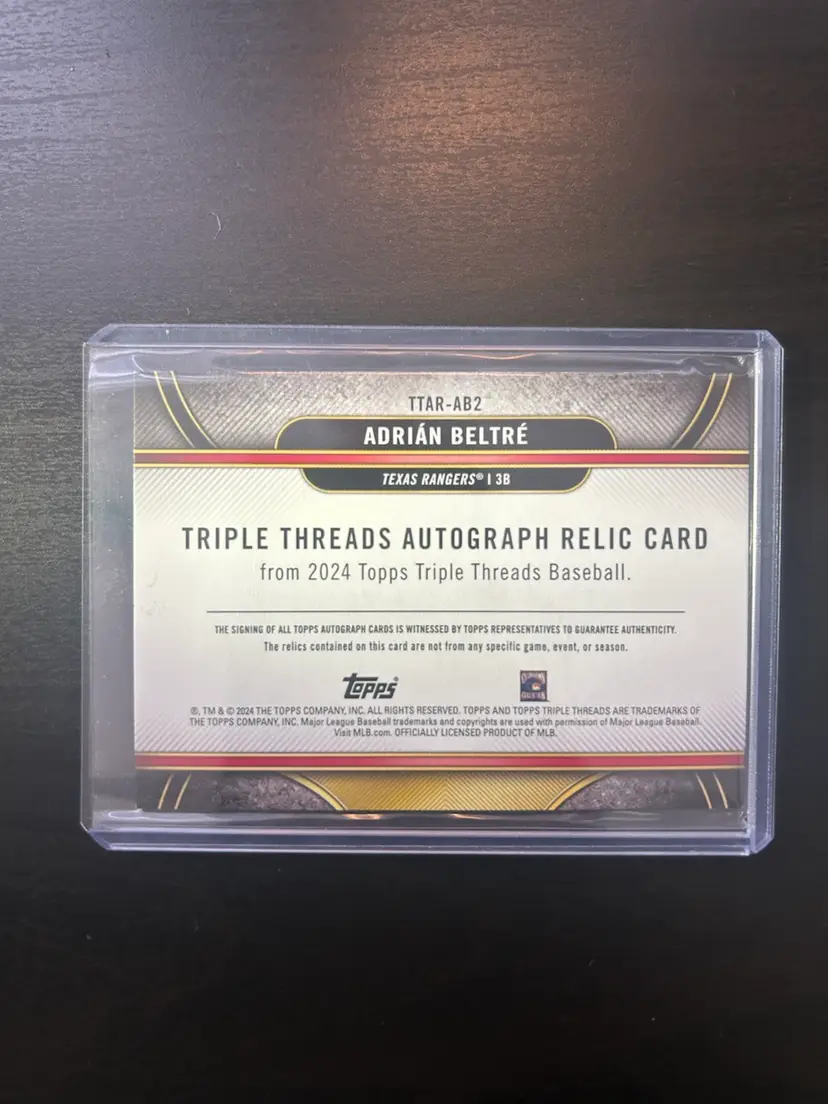 TTAR-AB2
ADRIÁN BELTRÉ
TEXAS RANGERS® | 3B
TRIPLE THREADS AUTOGRAPH RELIC CARD
from 2024 Topps Triple Threads Baseball.
THE SIGNING OF ALL TOPPS AUTOGRAPH CARDS IS WITNESSED BY TOPPS REPRESENTATIVES TO GUARANTEE AUTHENTICITY.
The relics contained on this card are not from any specific game, event, or season.
Topps®
®, TM & © 2024 THE TOPPS COMPANY, INC. ALL RIGHTS RESERVED. TOPPS AND TOPPS TRIPLE THREADS ARE TRADEMARKS OF
THE TOPPS COMPANY, INC. Major League Baseball trademarks and copyrights are used with permission of Major League Baseball.
Visit MLB.com. OFFICIALLY LICENSED PRODUCT OF MLB.